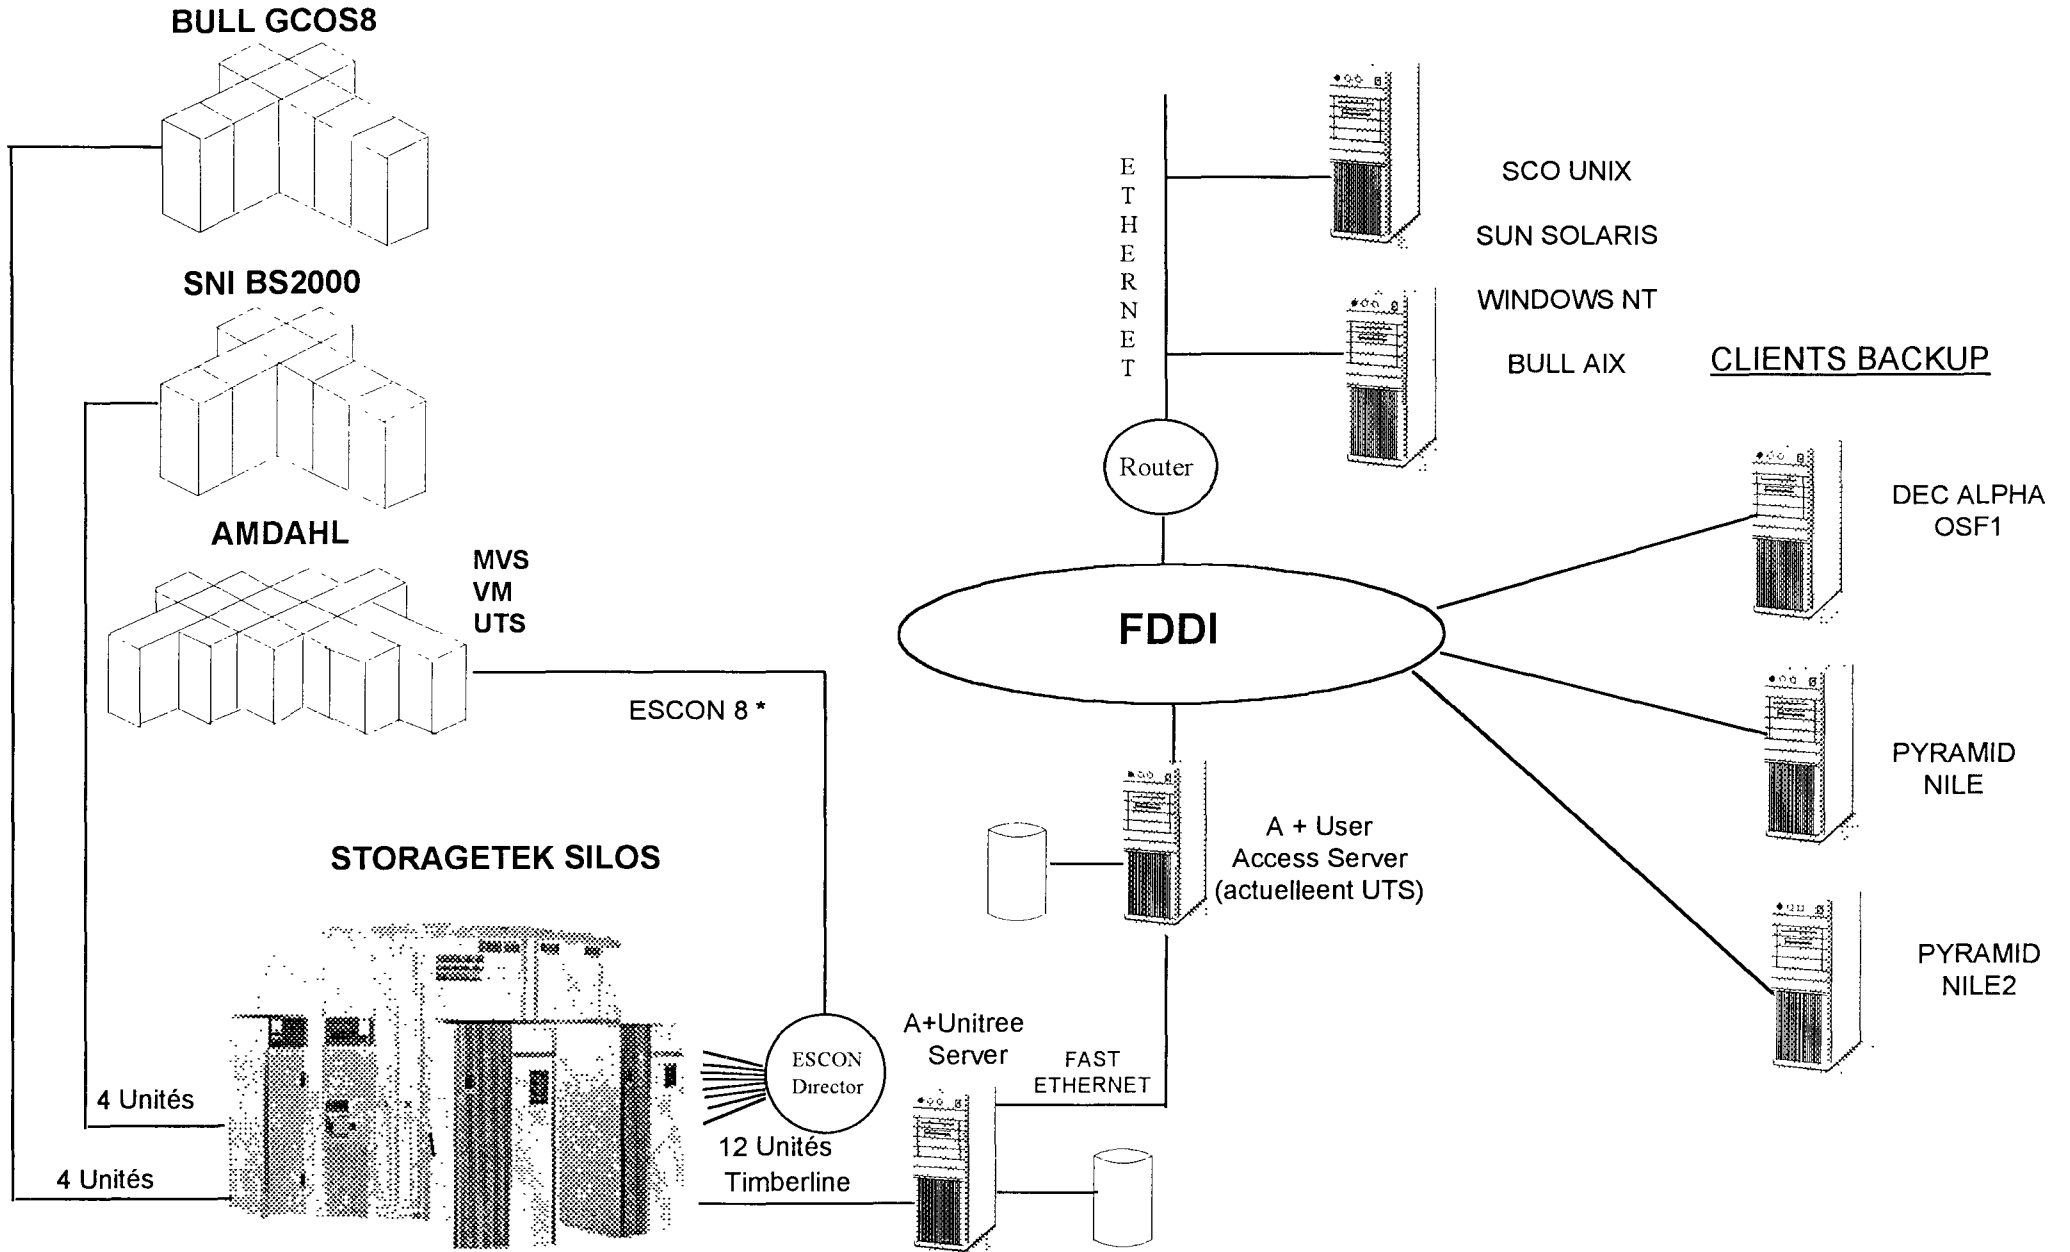 BULL GCOS8
SNI BS2000
AMDAHL
MVS
VM
UTS
ESCON 8 *
STORAGETEK SILOS
4 Unités
4 Unités
ESCON
Director
12 Unités
Timberline
A+Unitree
Server
FAST
ETHERNET
A + User
Access Server
(actuelleent UTS)
FDDI
Router
ETHERNET
SCO UNIX
SUN SOLARIS
WINDOWS NT
BULL AIX
CLIENTS BACKUP
DEC ALPHA
OSF1
PYRAMID
NILE
PYRAMID
NILE2